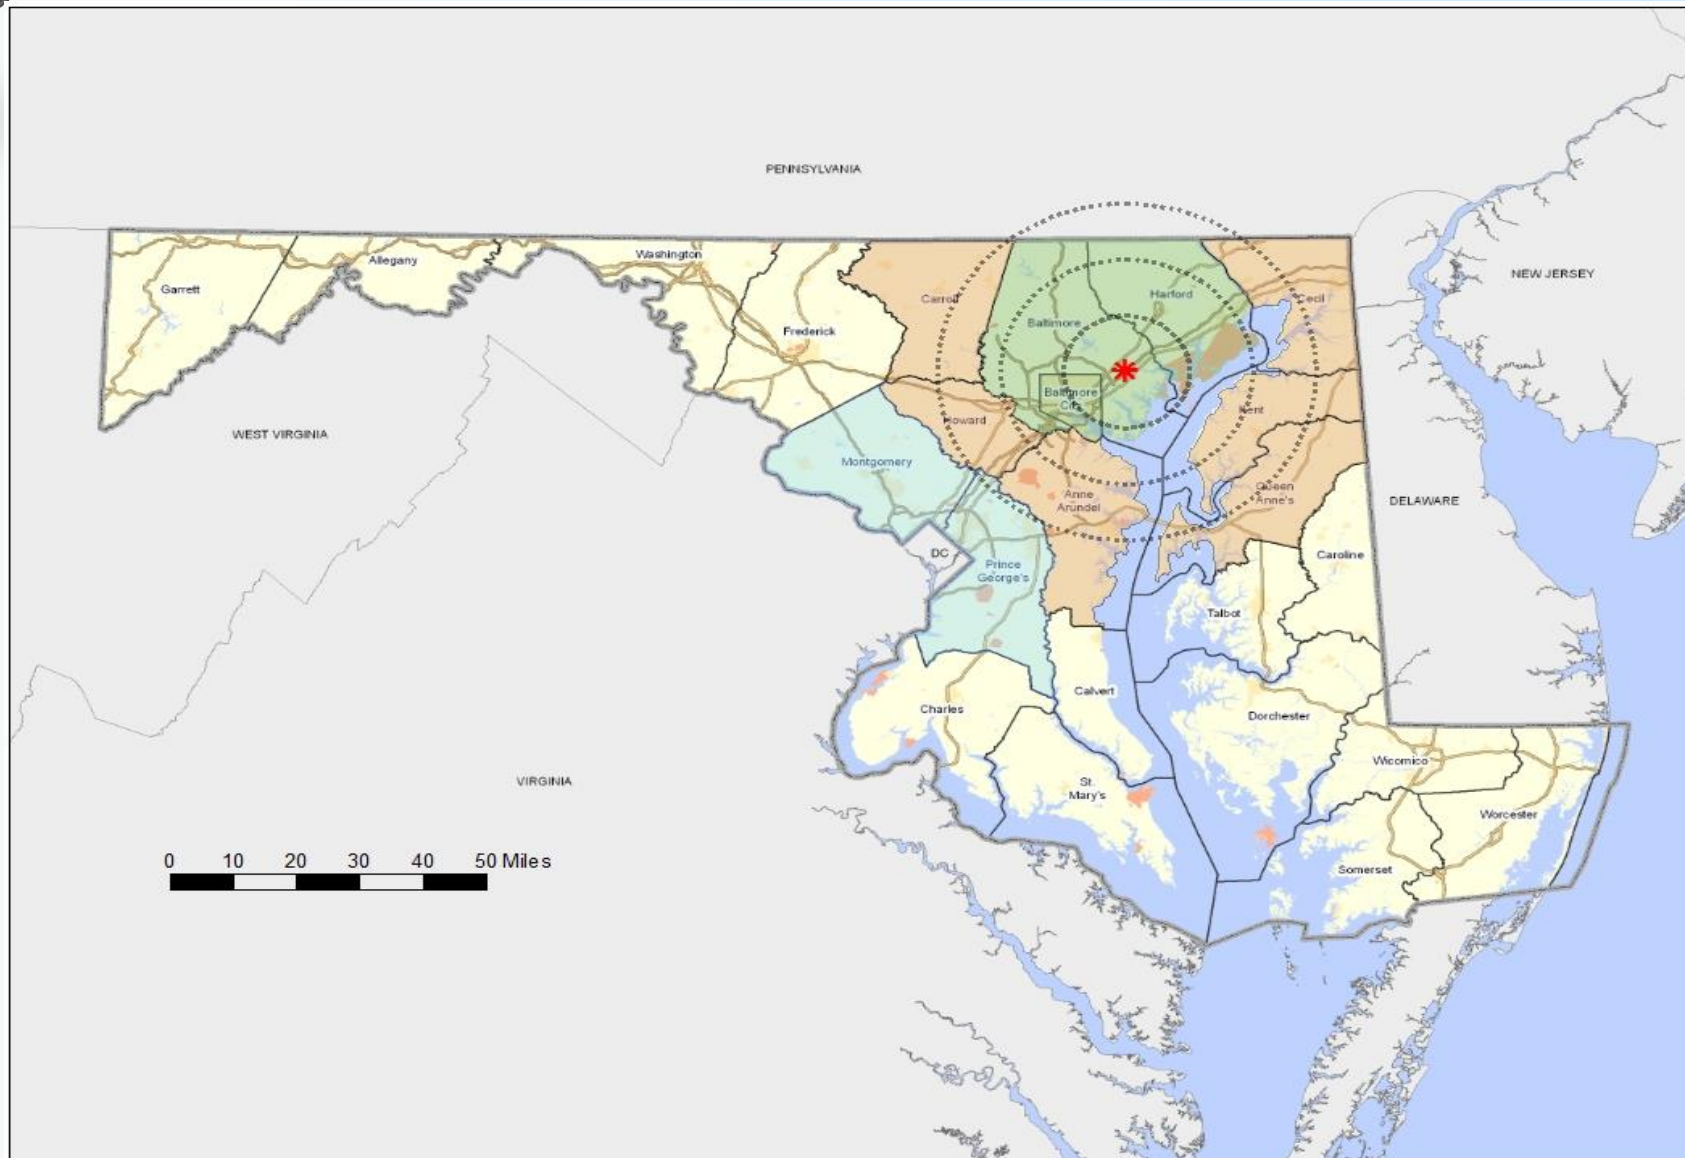 PENNSYLVANIA
Garrett
Allegany
Washington
Frederick
Carroll
Baltimore
Harford
Cecil
NEW JERSEY
Baltimore
City
Howard
Kent
WEST VIRGINIA
Montgomery
Anne
Arundel
Queen
Anne's
DELAWARE
DC
Prince
George's
Caroline
Talbot
Calvert
Charles
Dorchester
VIRGINIA
St.
Mary's
Wicomico
Worcester
Somerset
0 10 20 30 40 50 Miles